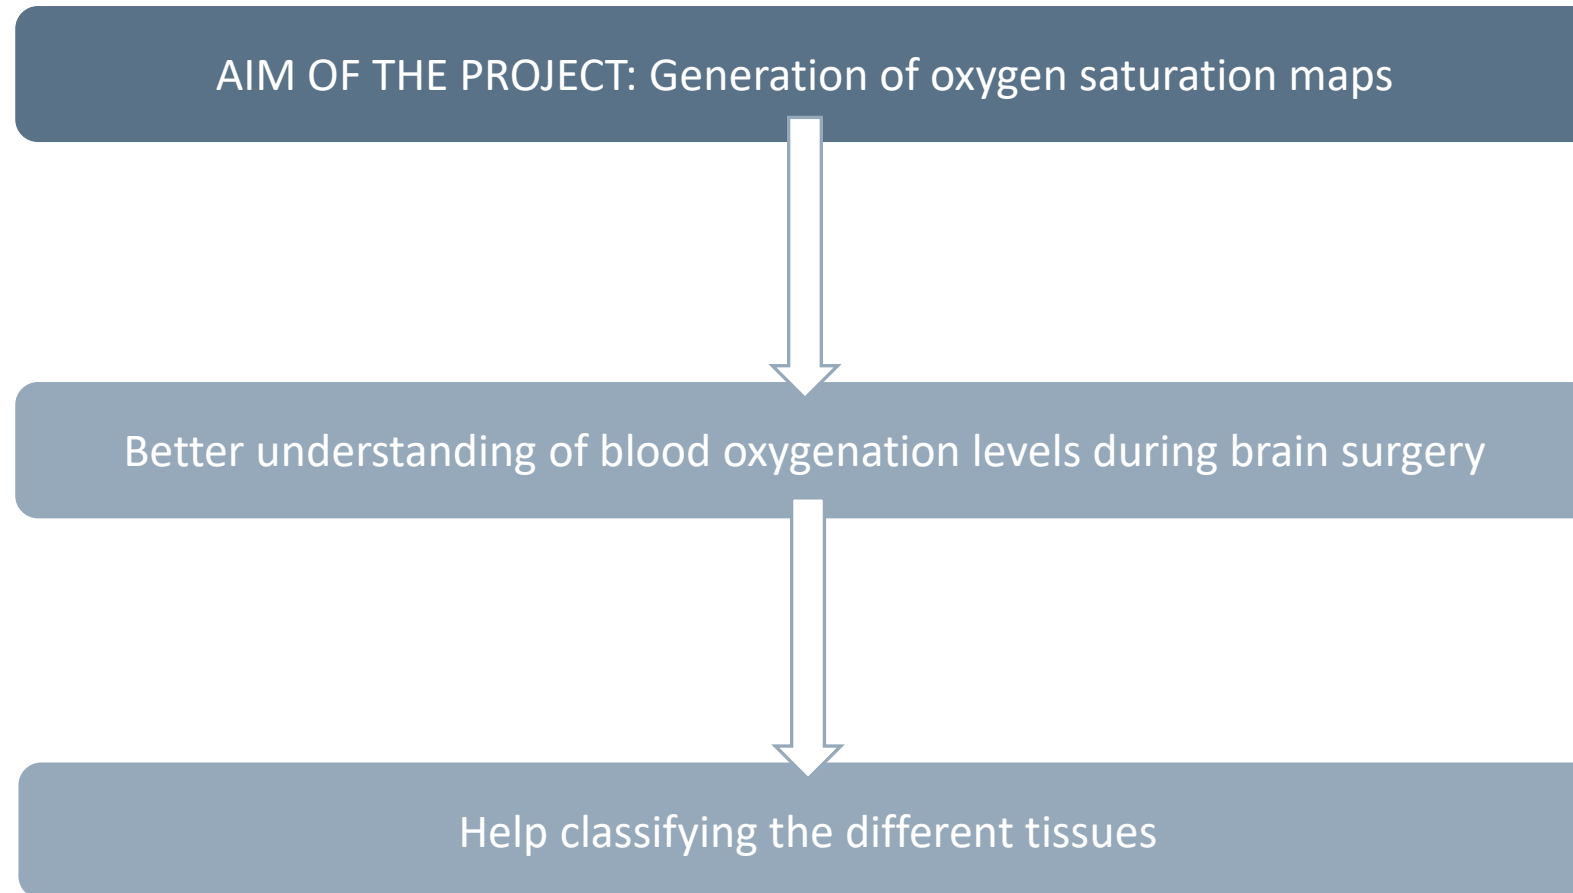 AIM OF THE PROJECT: Generation of oxygen saturation maps
Better understanding of blood oxygenation levels during brain surgery
Help classifying the different tissues